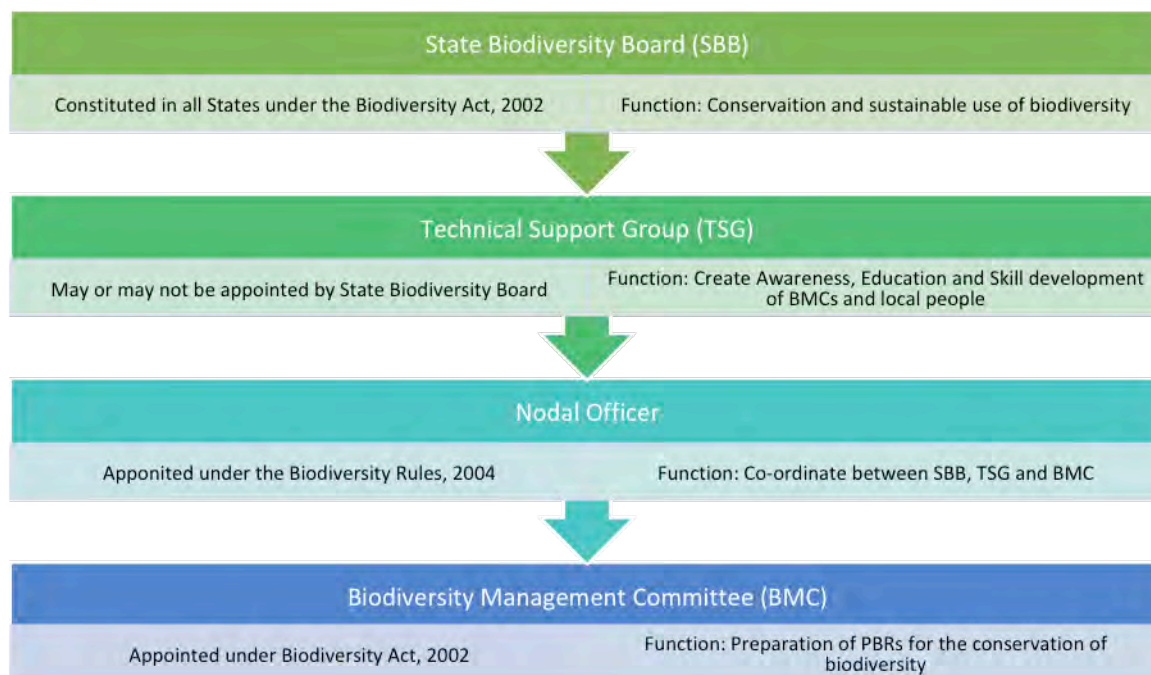 State Biodiversity Board (SBB)
Constituted in all States under the Biodiversity Act, 2002
Function: Conservaition and sustainable use of biodiversity
Technical Support Group (TSG)
May or may not be appointed by State Biodiversity Board
Function: Create Awareness, Education and Skill development
of BMCs and local people
Nodal Officer
Apponited under the Biodiversity Rules, 2004
Function: Co-ordinate between SBB, TSG and BMC
Biodiversity Management Committee (BMC)
Appointed under Biodiversity Act, 2002
Function: Preparation of PBRs for the conservation of
biodiversity